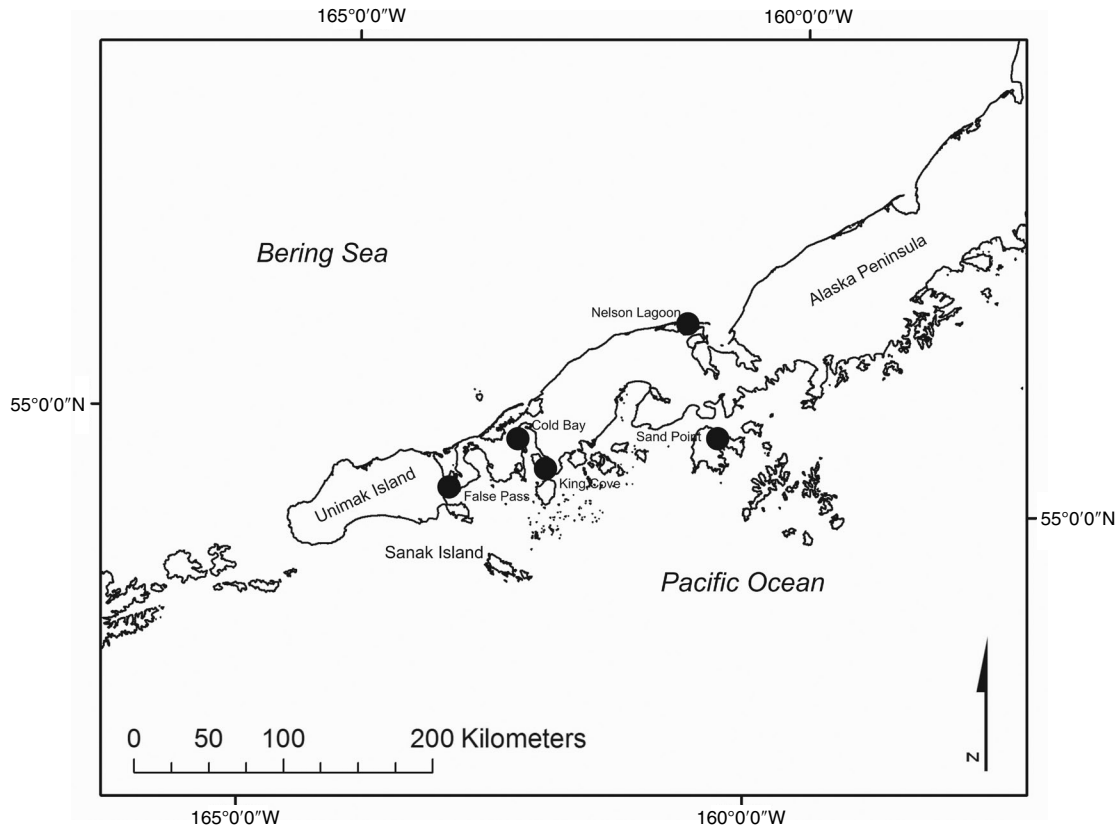 165°0′0″W 160°0′0″W
Bering Sea
Alaska Peninsula
Nelson Lagoon
55°0′0″N
Cold Bay
Sand Point
King Cove
Unimak Island
False Pass
55°0′0″N
Sanak Island
Pacific Ocean
0 50 100 200 Kilometers
N
165°0′0″W 160°0′0″W